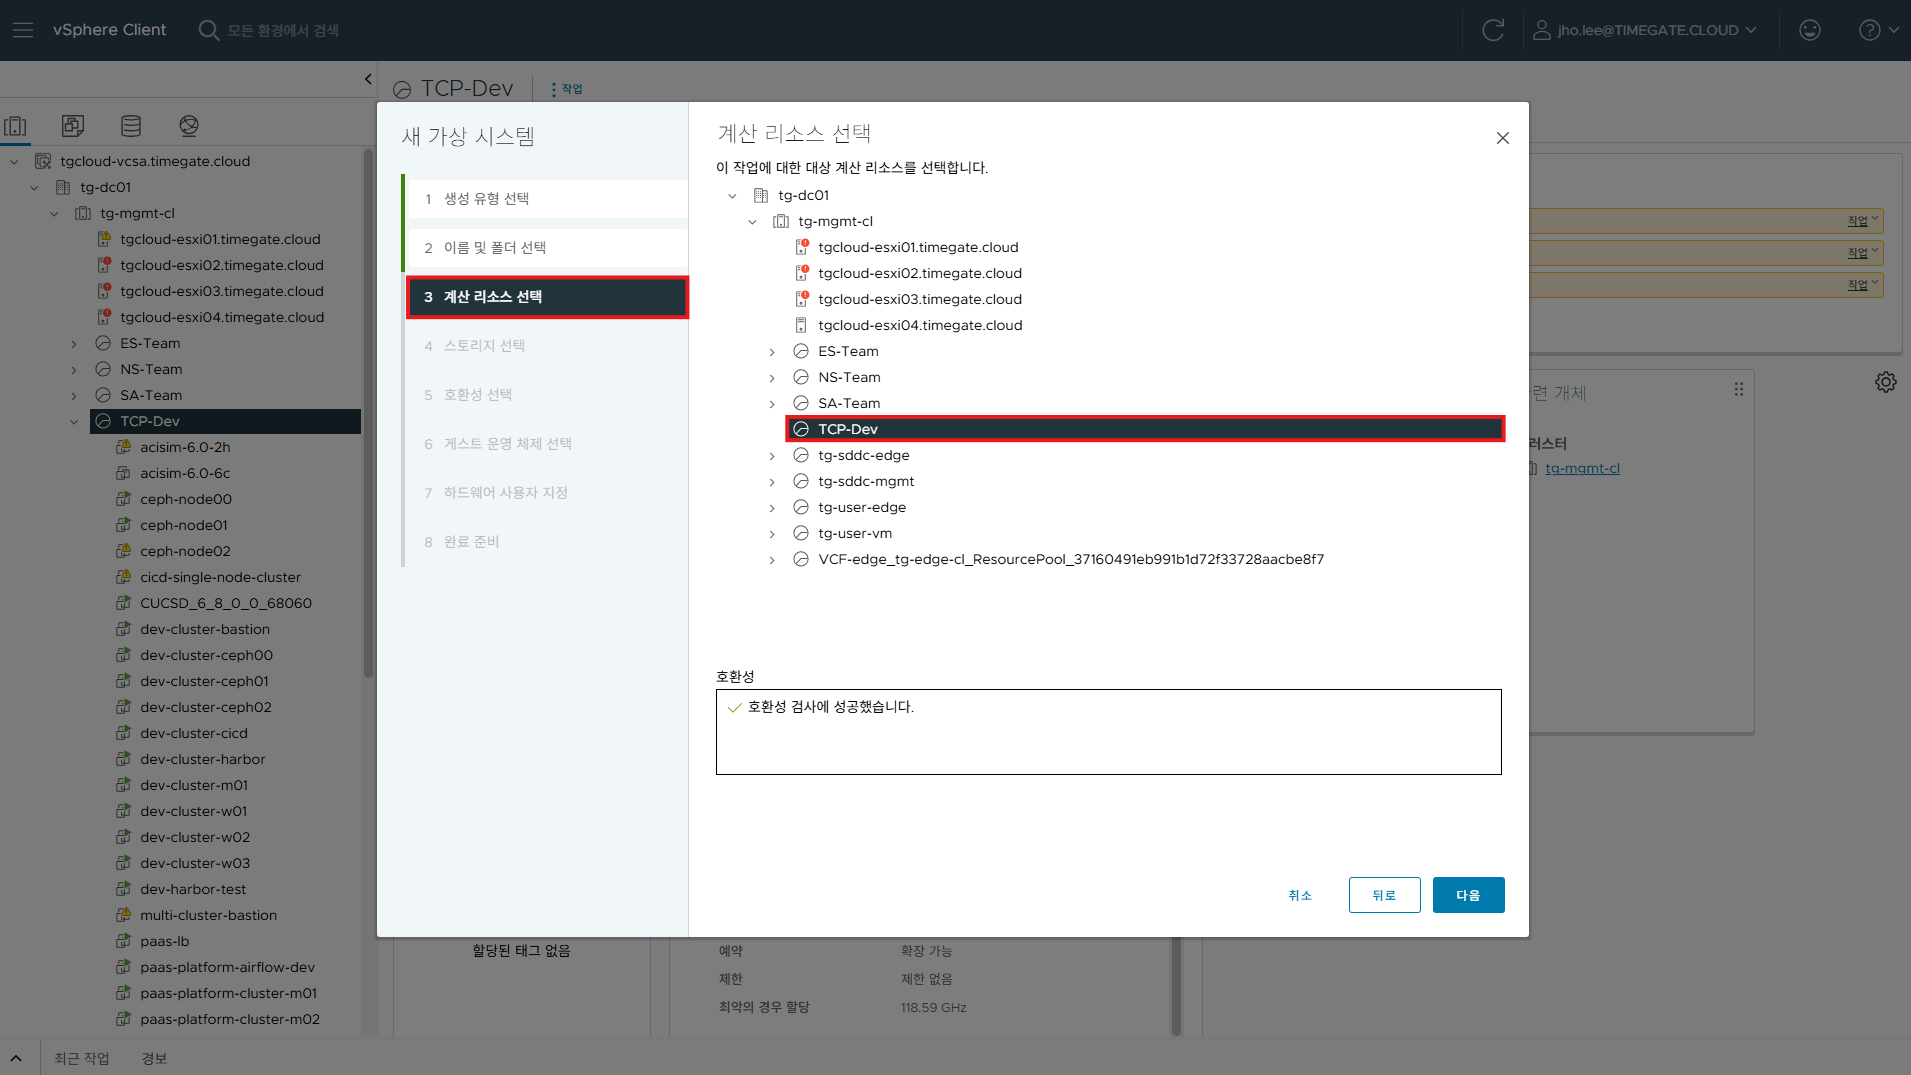 vSphere Client
모든 환경에서 검색
jho.lee@TIMEGATE.CLOUD
TCP-Dev
작업
tgcloud-vcsa.timegate.cloud
tg-dc01
tg-mgmt-cl
tgcloud-esxi01.timegate.cloud
tgcloud-esxi02.timegate.cloud
tgcloud-esxi03.timegate.cloud
tgcloud-esxi04.timegate.cloud
ES-Team
NS-Team
SA-Team
TCP-Dev
acisim-6.0-2h
acisim-6.0-6c
ceph-node00
ceph-node01
ceph-node02
cicd-single-node-cluster
CUCSD_6_8_0_0_68060
dev-cluster-bastion
dev-cluster-ceph00
dev-cluster-ceph01
dev-cluster-ceph02
dev-cluster-cicd
dev-cluster-harbor
dev-cluster-m01
dev-cluster-w01
dev-cluster-w02
dev-cluster-w03
dev-harbor-test
multi-cluster-bastion
paas-lb
paas-platform-airflow-dev
paas-platform-cluster-m01
paas-platform-cluster-m02
새 가상 시스템
1 생성 유형 선택
2 이름 및 폴더 선택
3 계산 리소스 선택
4 스토리지 선택
5 호환성 선택
6 게스트 운영 체제 선택
7 하드웨어 사용자 지정
8 완료 준비
계산 리소스 선택
이 작업에 대한 대상 계산 리소스를 선택합니다.
tg-dc01
tg-mgmt-cl
tgcloud-esxi01.timegate.cloud
tgcloud-esxi02.timegate.cloud
tgcloud-esxi03.timegate.cloud
tgcloud-esxi04.timegate.cloud
ES-Team
NS-Team
SA-Team
TCP-Dev
tg-sddc-edge
tg-sddc-mgmt
tg-user-edge
tg-user-vm
VCF-edge_tg-edge-cl_ResourcePool_37160491eb991b1d72f33728aacbe8f7
호환성
호환성 검사에 성공했습니다.
취소
뒤로
다음
작업
작업
작업
련 개체
러스터
tg-mgmt-cl
할당된 태그 없음
예약 확장 가능
제한 제한 없음
최악의 경우 할당 118.59 GHz
최근 작업
경보